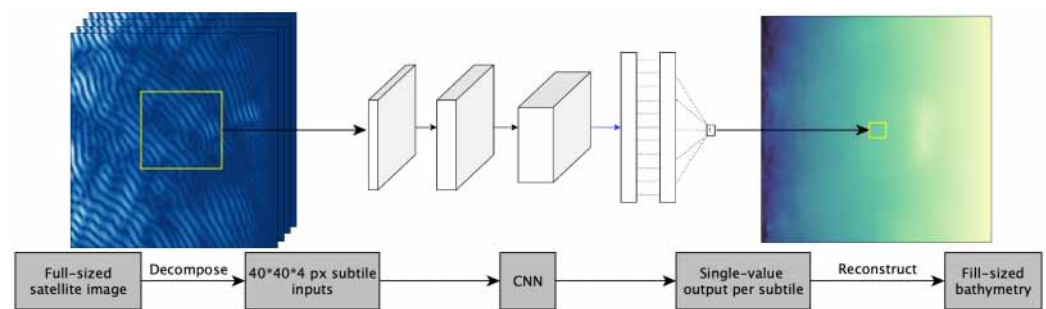 Full-sized
satellite image
Decompose
40*40*4 px subtile
inputs
CNN
Single-value
output per subtile
Reconstruct
Fill-sized
bathymetry